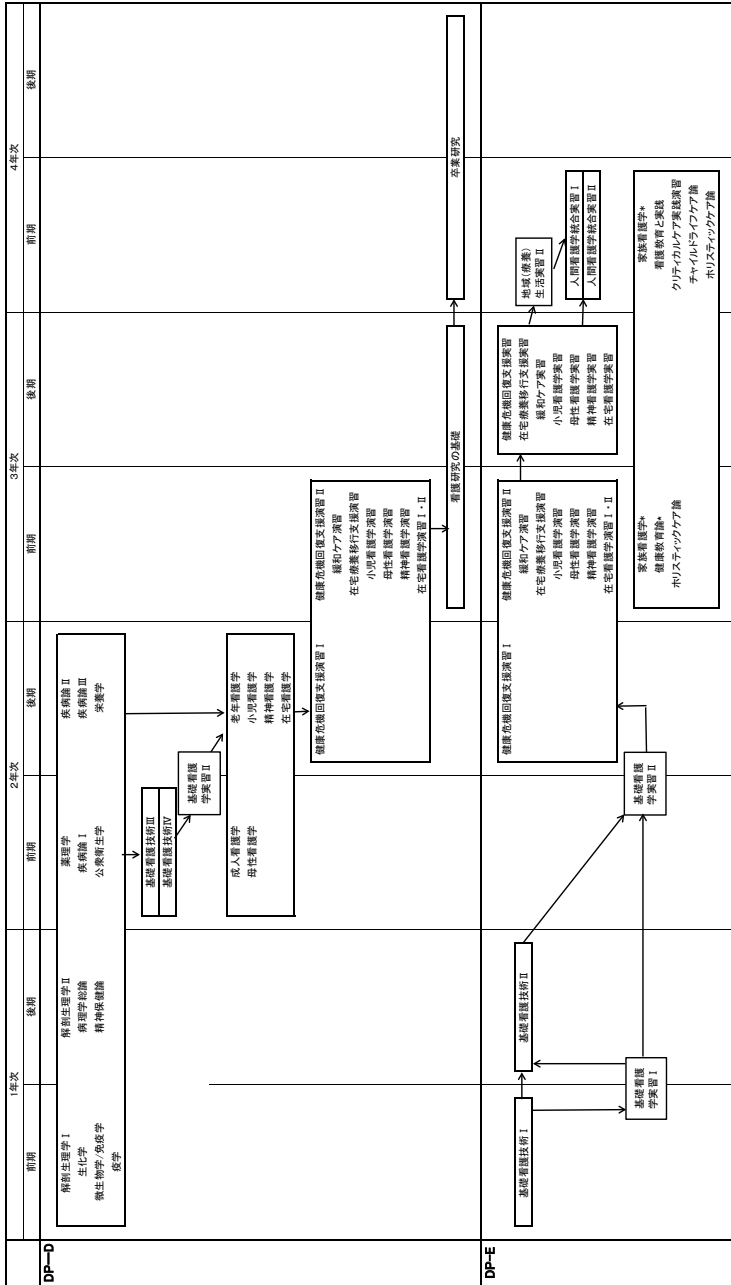 1年次
2年次
3年次
4年次
前期
後期
前期
後期
前期
後期
前期
後期
DP—D
解剖生理学Ⅰ
生化学
微生物学/免疫学
疫学
解剖生理学Ⅱ
病理学総論
精神保健論
薬理学
疾病論Ⅰ
公衆衛生学
疾病論Ⅱ
疾病論Ⅲ
栄養学
基礎看護技術Ⅲ
基礎看護技術Ⅳ
基礎看護
学実習Ⅱ
成人看護学
母性看護学
老年看護学
小児看護学
精神看護学
在宅看護学
健康危機回復支援演習Ⅰ
健康危機回復支援演習Ⅱ
緩和ケア演習
在宅療養移行支援演習
小児看護学演習
母性看護学演習
精神看護学演習
在宅看護学演習Ⅰ・Ⅱ
看護研究の基礎
卒業研究
DP-E
基礎看護技術Ⅰ
基礎看護技術Ⅱ
基礎看護
学実習Ⅰ
基礎看護
学実習Ⅱ
健康危機回復支援演習Ⅰ
健康危機回復支援演習Ⅱ
緩和ケア演習
在宅療養移行支援演習
小児看護学演習
母性看護学演習
精神看護学演習
在宅看護学演習Ⅰ・Ⅱ
健康危機回復支援実習
在宅療養移行支援実習
緩和ケア実習
小児看護学実習
母性看護学実習
精神看護学実習
在宅看護学実習
地域(療養)
生活実習Ⅱ
人間看護学統合実習Ⅰ
人間看護学統合実習Ⅱ
家族看護学*
健康教育論*
ホリスティックケア論
家族看護学*
看護教育と実践
クリティカルケア実践演習
チャイルドライフケア論
ホリスティックケア論